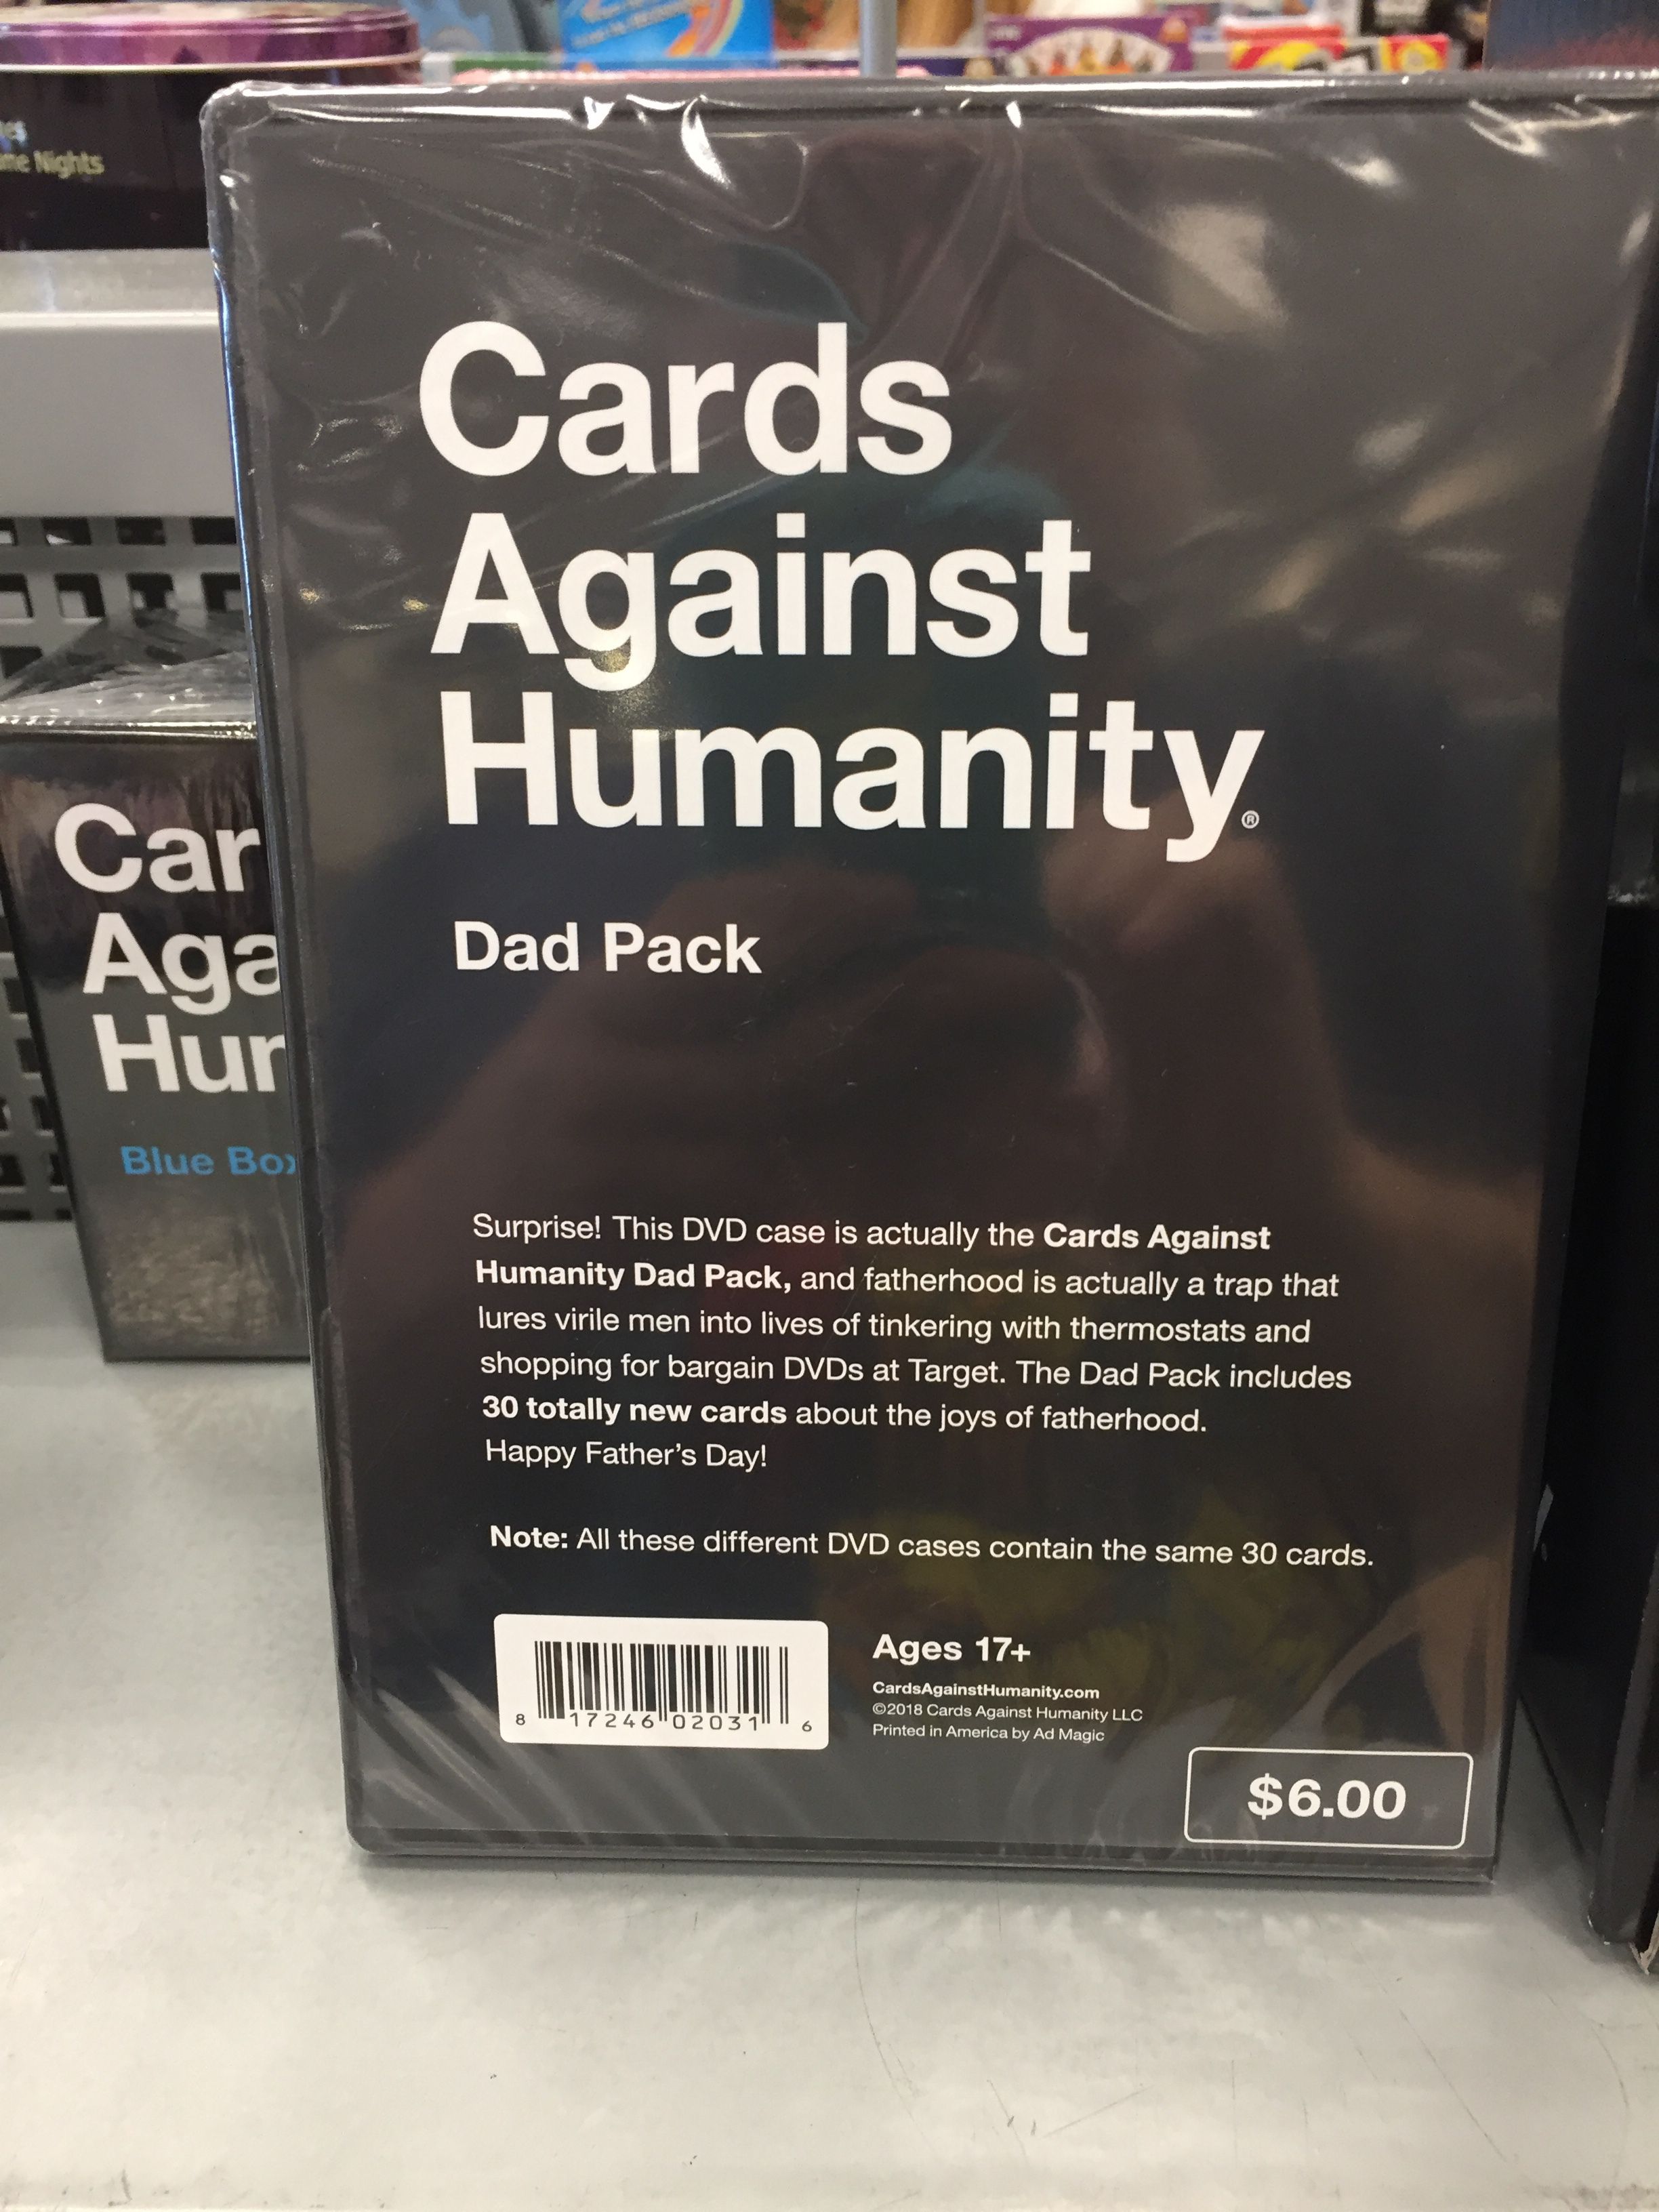 me Nights
Cards
Against
Humanity®
Dad Pack
Surprise! This DVD case is actually the Cards Against
Humanity Dad Pack, and fatherhood is actually a trap that
lures virile men into lives of tinkering with thermostats and
shopping for bargain DVDs at Target. The Dad Pack includes
30 totally new cards about the joys of fatherhood.
Happy Father's Day!
Note: All these different DVD cases contain the same 30 cards.
8 17246 02031 6
Ages 17+
CardsAgainstHumanity.com
©2018 Cards Against Humanity LLC
Printed in America by Ad Magic
$6.00
Car
Aga
Hur
Blue Box